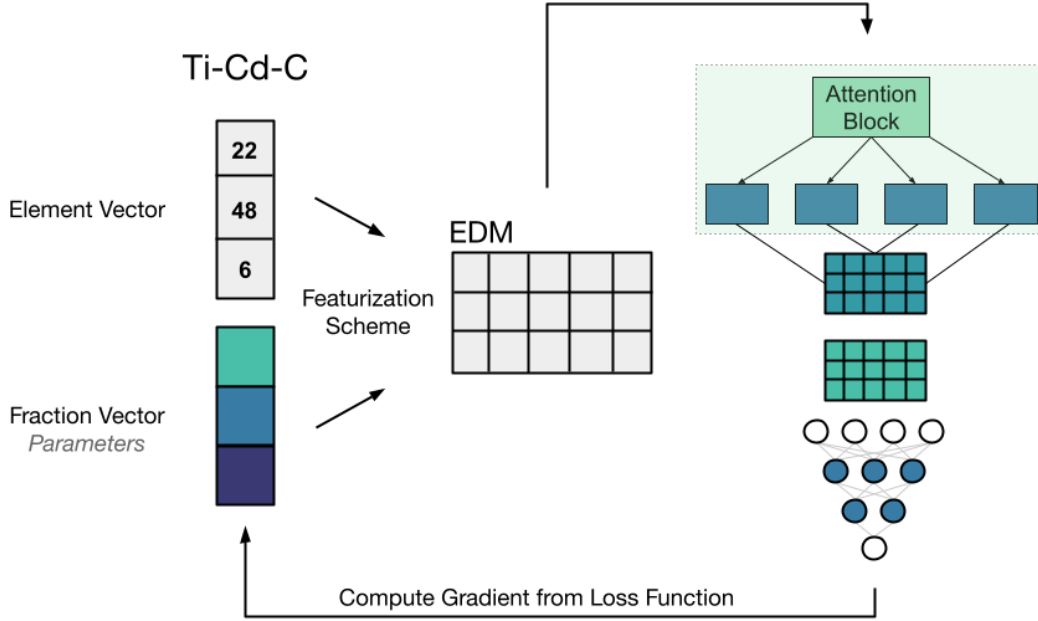 Ti-Cd-C
Element Vector
22
48
6
Fraction Vector
Parameters
Featurization
Scheme
EDM
Attention
Block
Compute Gradient from Loss Function